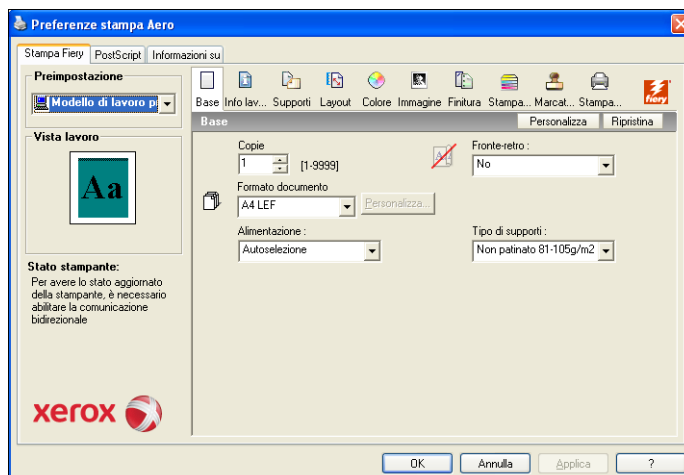 Preferenze stampa Aero
Stampa Fiery PostScript Informazioni su
Preimpostazione
Modello di lavoro pr
Vista lavoro
Aa
Stato stampante:
Per avere lo stato aggiornato
della stampante, è necessario
abilitare la comunicazione
bidirezionale
xerox
Base Info lav... Supporti Layout Colore Immagine Finitura Stampa... Marcat... Stampa... fiery
Base Personalizza Ripristina
Copie
1 [1-9999]
Fronte-retro :
No
Formato documento
A4 LEF Personalizza...
Alimentazione :
Autoselezione
Tipo di supporti :
Non patinato 81-105g/m2
OK Annulla Applica ?